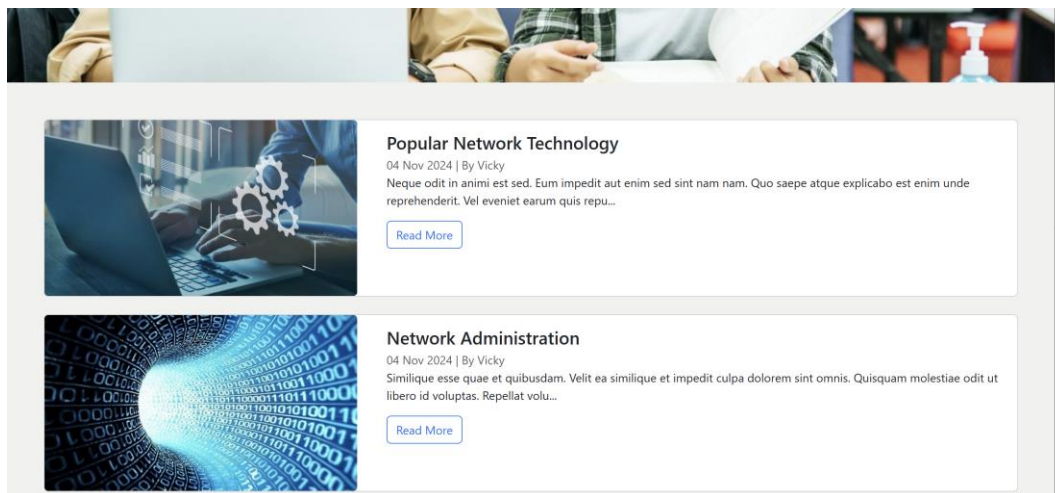 Popular Network Technology
04 Nov 2024 | By Vicky
Neque odit in animi est sed. Eum impedit aut enim sed sint nam nam. Quo saepe atque explicabo est enim unde
reprehenderit. Vel eveniet earum quis repu...
Read More
Network Administration
04 Nov 2024 | By Vicky
Similique esse quae et quibusdam. Velit ea similique et impedit culpa dolorem sint omnis. Quisquam molestiae odit ut
libero id voluptas. Repellat volu...
Read More